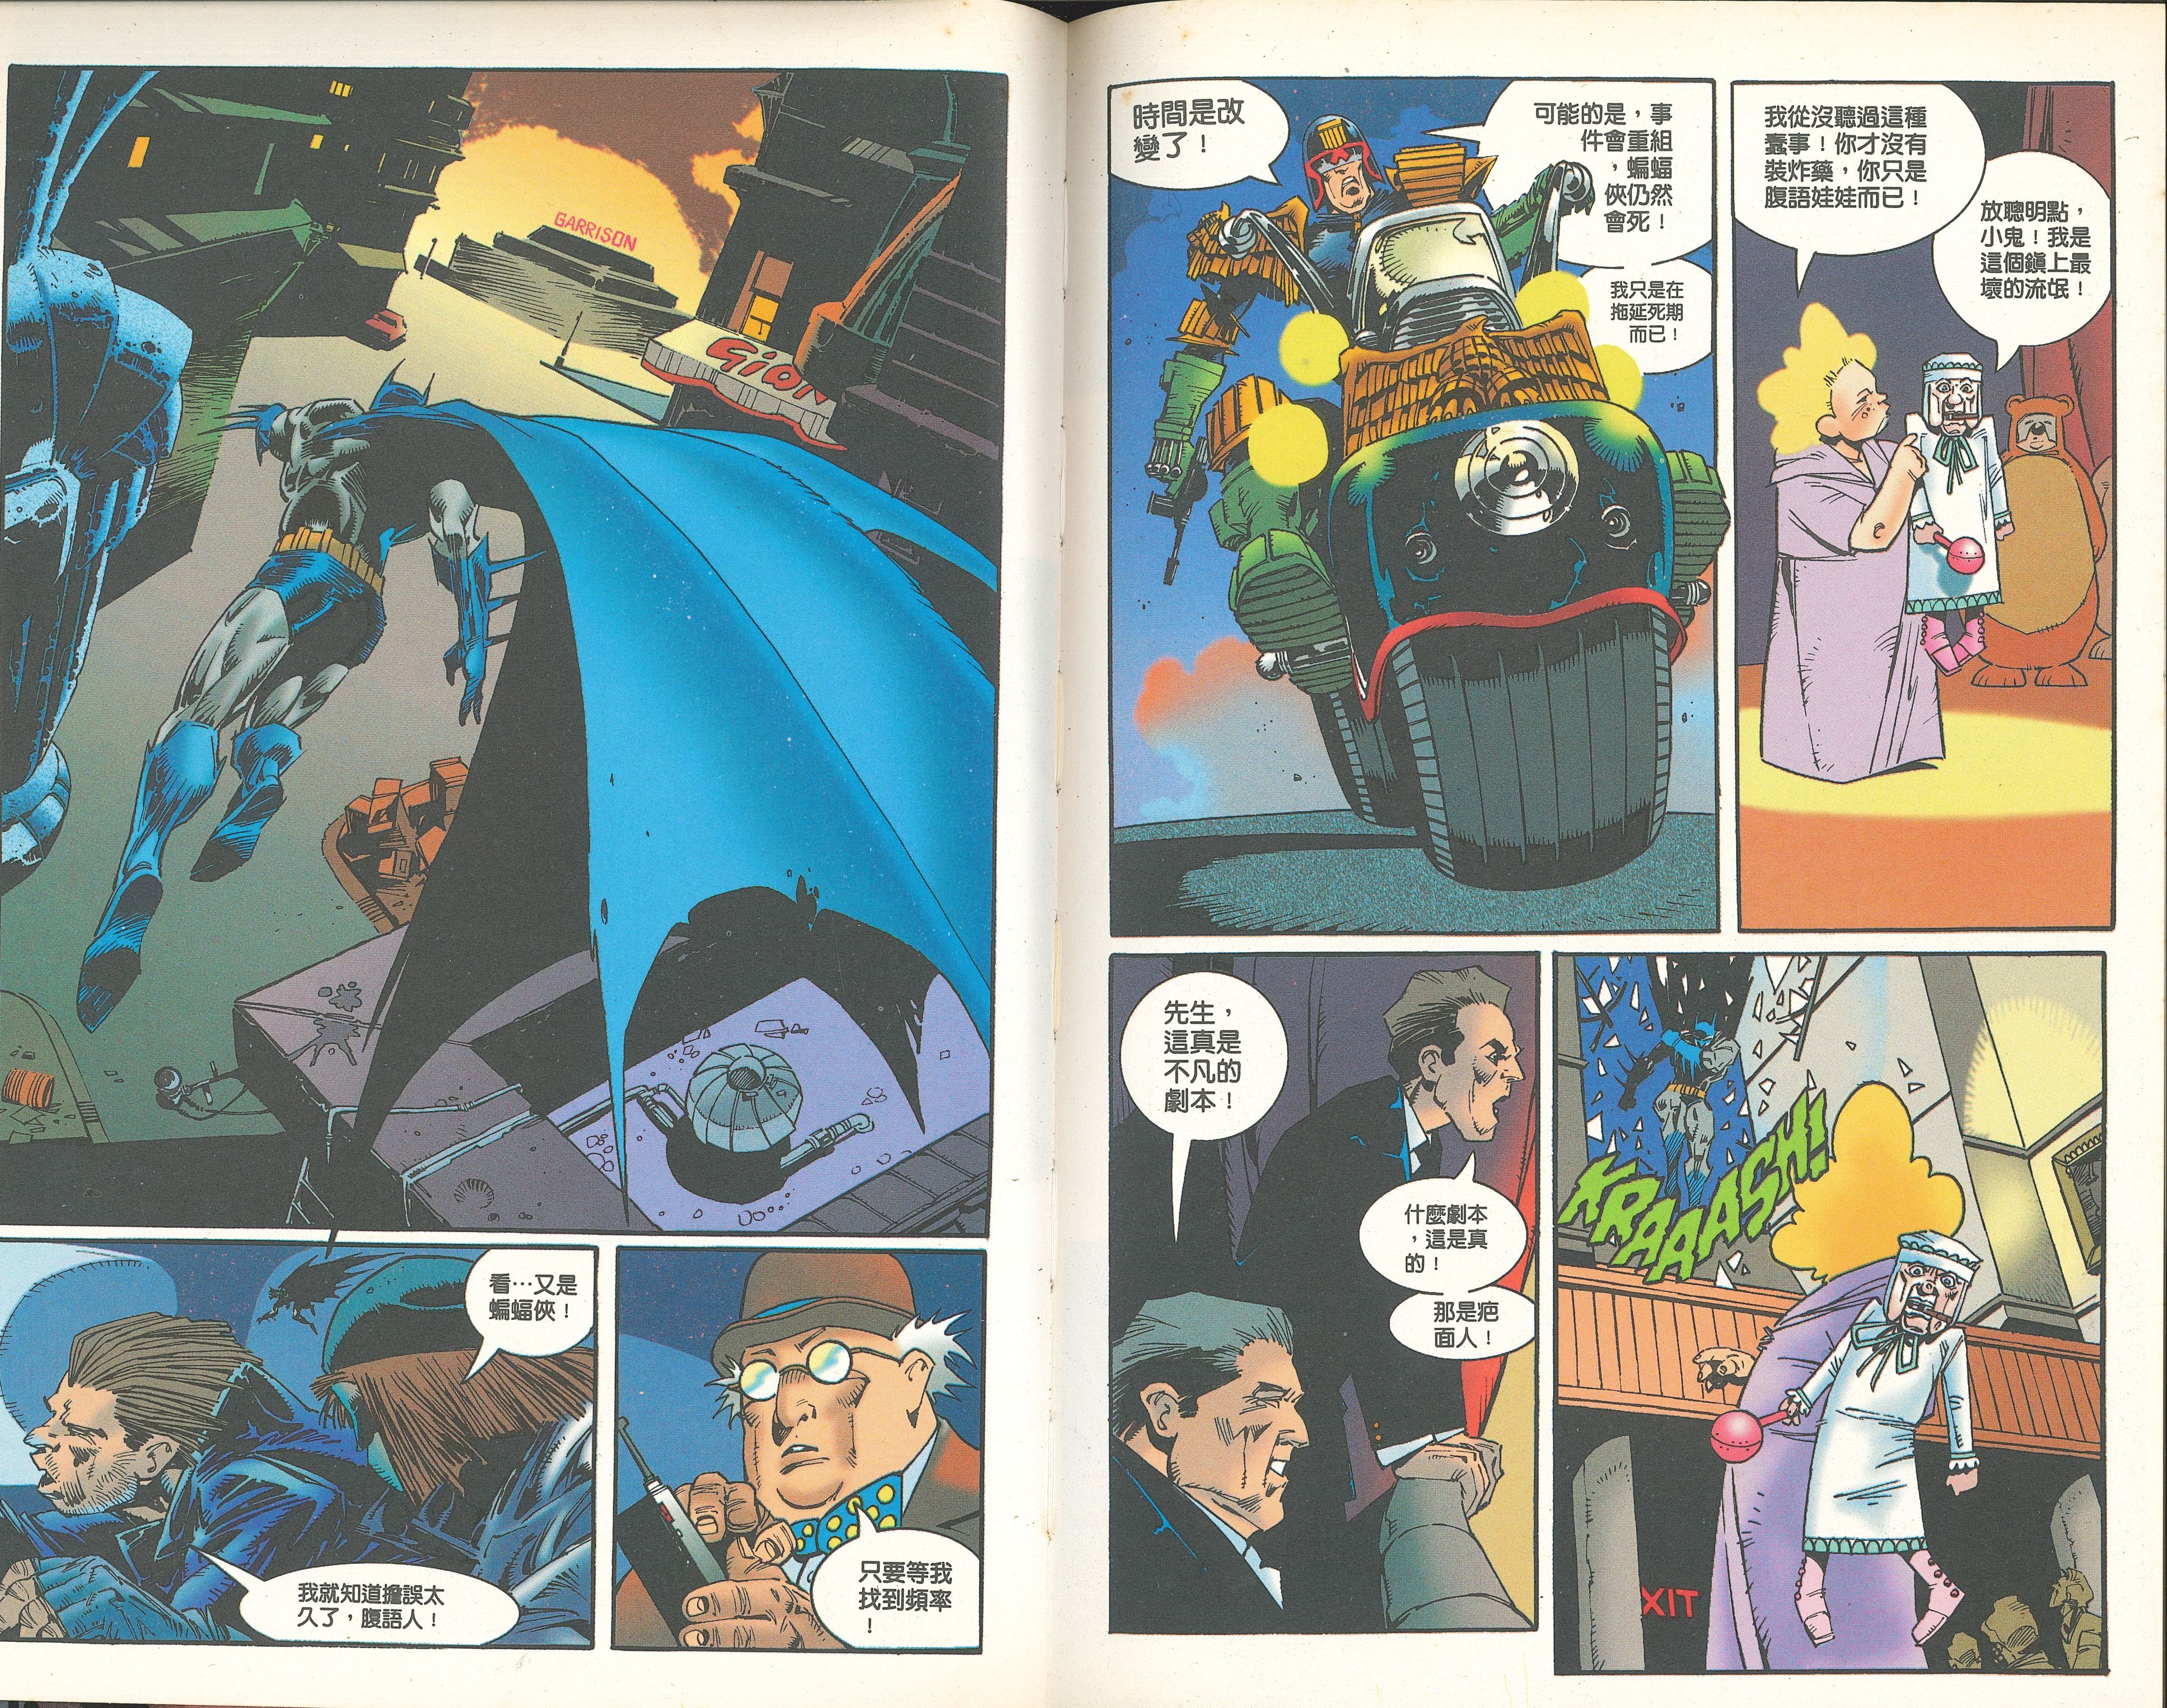 GARRISON
Gion
看…又是
蝙蝠俠！
我就知道擔誤太
久了，腹語人！
只要等我
找到頻率
！
時間是改
變了！
可能的是，事
件會重組
，蝙蝠
俠仍然
會死！
我只是在
拖延死期
而已！
我從沒聽過這種
蠢事！你才沒有
裝炸藥，你只是
腹語娃娃而已！
放聰明點，
小鬼！我是
這個鎮上最
壞的流氓！
先生，
這真是
不凡的
劇本！
什麼劇本
，這是真
的！
那是疤
面人！
KRAAASH!
XIT